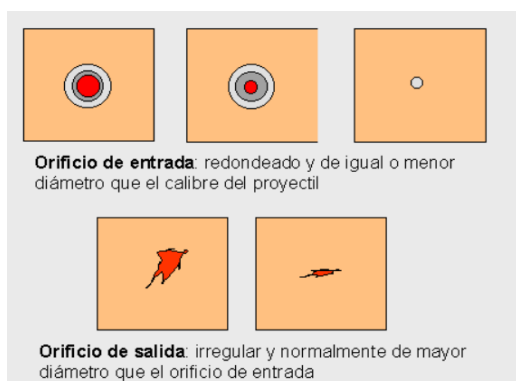 Orificio de entrada: redondeado y de igual o menor
diámetro que el calibre del proyectil
Orificio de salida: irregular y normalmente de mayor
diámetro que el orificio de entrada